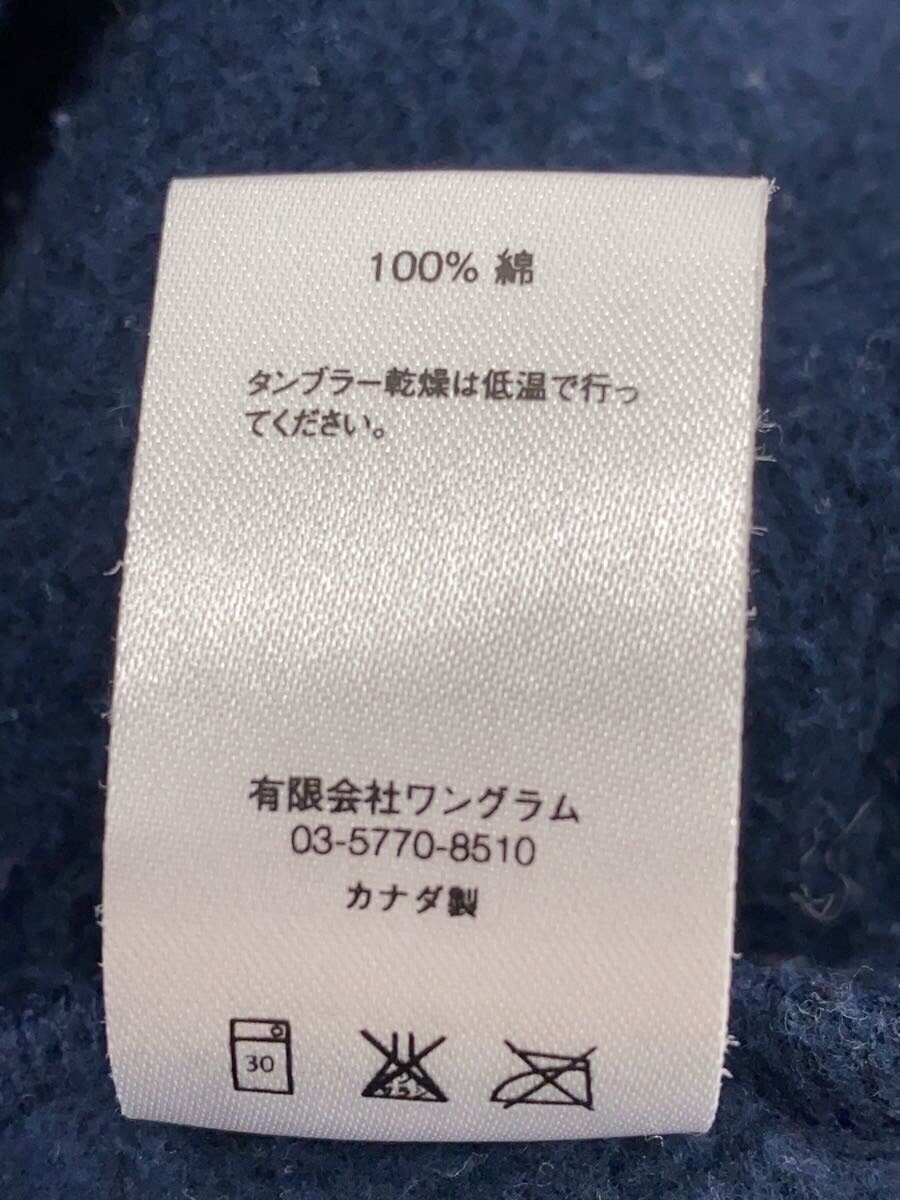 100% 綿
タンブラー乾燥は低温で行っ
てください。
有限会社ワングラム
03-5770-8510
カナダ製
30